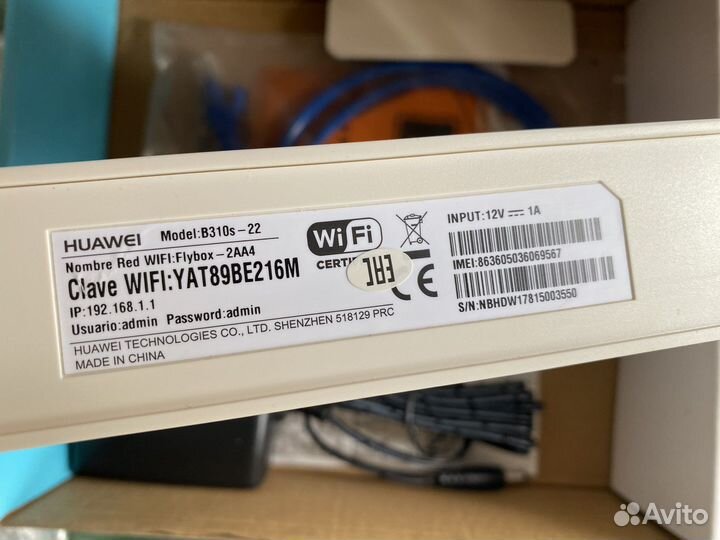 HUAWEI Model:B310s-22
Nombre Red WIFI:Flybox-2AA4
Clave WIFI:YAT89BE216M
IP:192.168.1.1
Usuario:admin Password:admin
HUAWEI TECHNOLOGIES CO., LTD. SHENZHEN 518129 PRC
MADE IN CHINA
WiFi
CERTI
CE
INPUT:12V 1A
IMEI:863605036069567
S/N:NBHDW17815003550
Avito